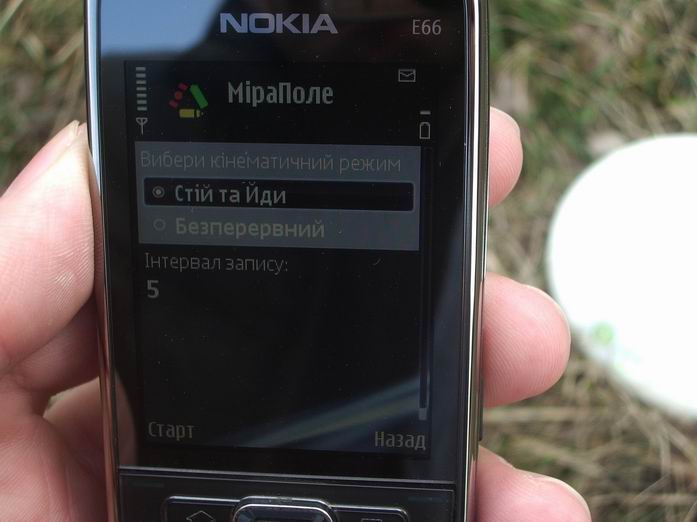 NOKIA E66
МіраПоле
Вибери кінематичний режим
Стій та Йди
Безперервний
Інтервал запису:
5
Старт Назад